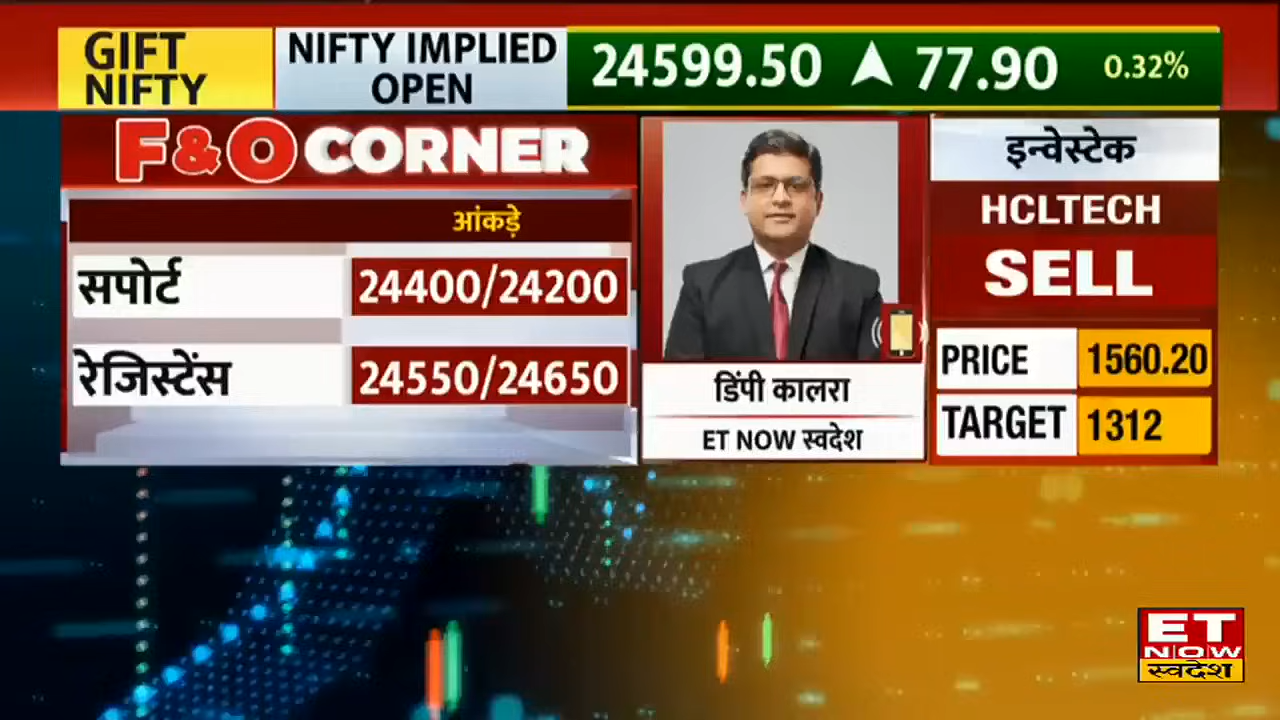 GIFT
NIFTY
NIFTY IMPLIED
OPEN
24599.50 ▲ 77.90 0.32%
F&O CORNER
आंकड़े
सपोर्ट 24400/24200
रेजिस्टेंस 24550/24650
डिंपी कालरा
ET NOW स्वदेश
इन्वेस्टेक
HCLTECH
SELL
PRICE 1560.20
TARGET 1312
ET
NOW
स्वदेश